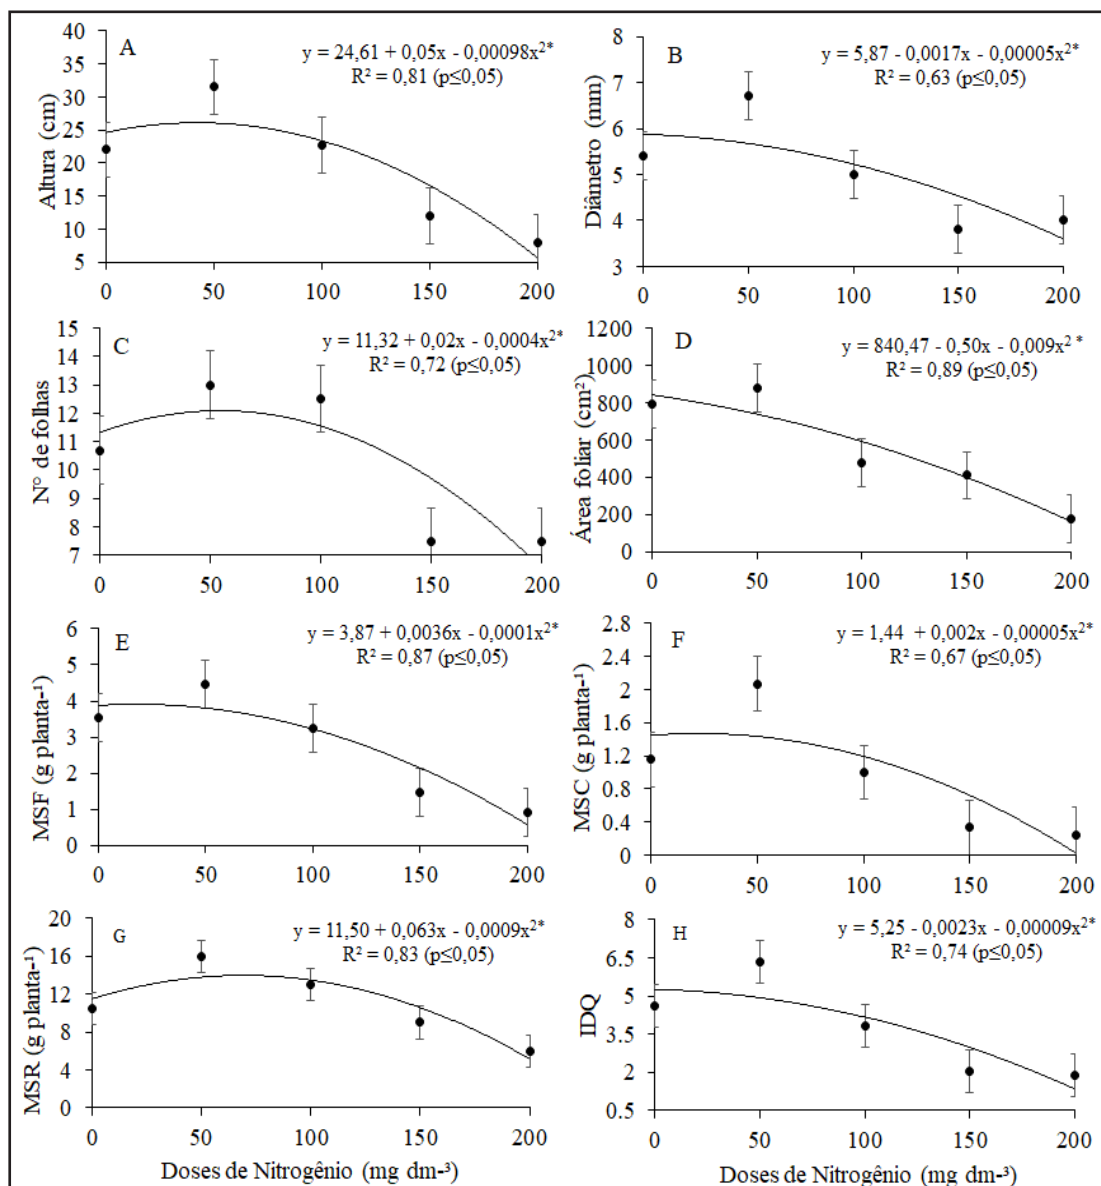 A
y = 24,61 + 0,05x - 0,00098x²*
R² = 0,81 (p≤0,05)
Altura (cm)
40
35
30
25
20
15
10
5
0 50 100 150 200
B
y = 5,87 - 0,0017x - 0,00005x²*
R² = 0,63 (p≤0,05)
Diâmetro (mm)
8
7
6
5
4
3
0 50 100 150 200
C
y = 11,32 + 0,02x - 0,0004x²*
R² = 0,72 (p≤0,05)
N° de folhas
15
14
13
12
11
10
9
8
7
0 50 100 150 200
D
y = 840,47 - 0,50x - 0,009x² *
R² = 0,89 (p≤0,05)
Área foliar (cm²)
1200
1000
800
600
400
200
0
0 50 100 150 200
E
y = 3,87 + 0,0036x - 0,0001x²*
R² = 0,87 (p≤0,05)
MSF (g planta-¹)
6
5
4
3
2
1
0
0 50 100 150 200
F
y = 1,44 + 0,002x - 0,00005x²*
R² = 0,67 (p≤0,05)
MSC (g planta-¹)
2.8
2.4
2
1.6
1.2
0.8
0.4
0
0 50 100 150 200
G
y = 11,50 + 0,063x - 0,0009x²*
R² = 0,83 (p≤0,05)
MSR (g planta-¹)
20
16
12
8
4
0
0 50 100 150 200
Doses de Nitrogênio (mg dm-³)
H
y = 5,25 - 0,0023x - 0,00009x²*
R² = 0,74 (p≤0,05)
IDQ
8
6.5
5
3.5
2
0.5
0 50 100 150 200
Doses de Nitrogênio (mg dm-³)